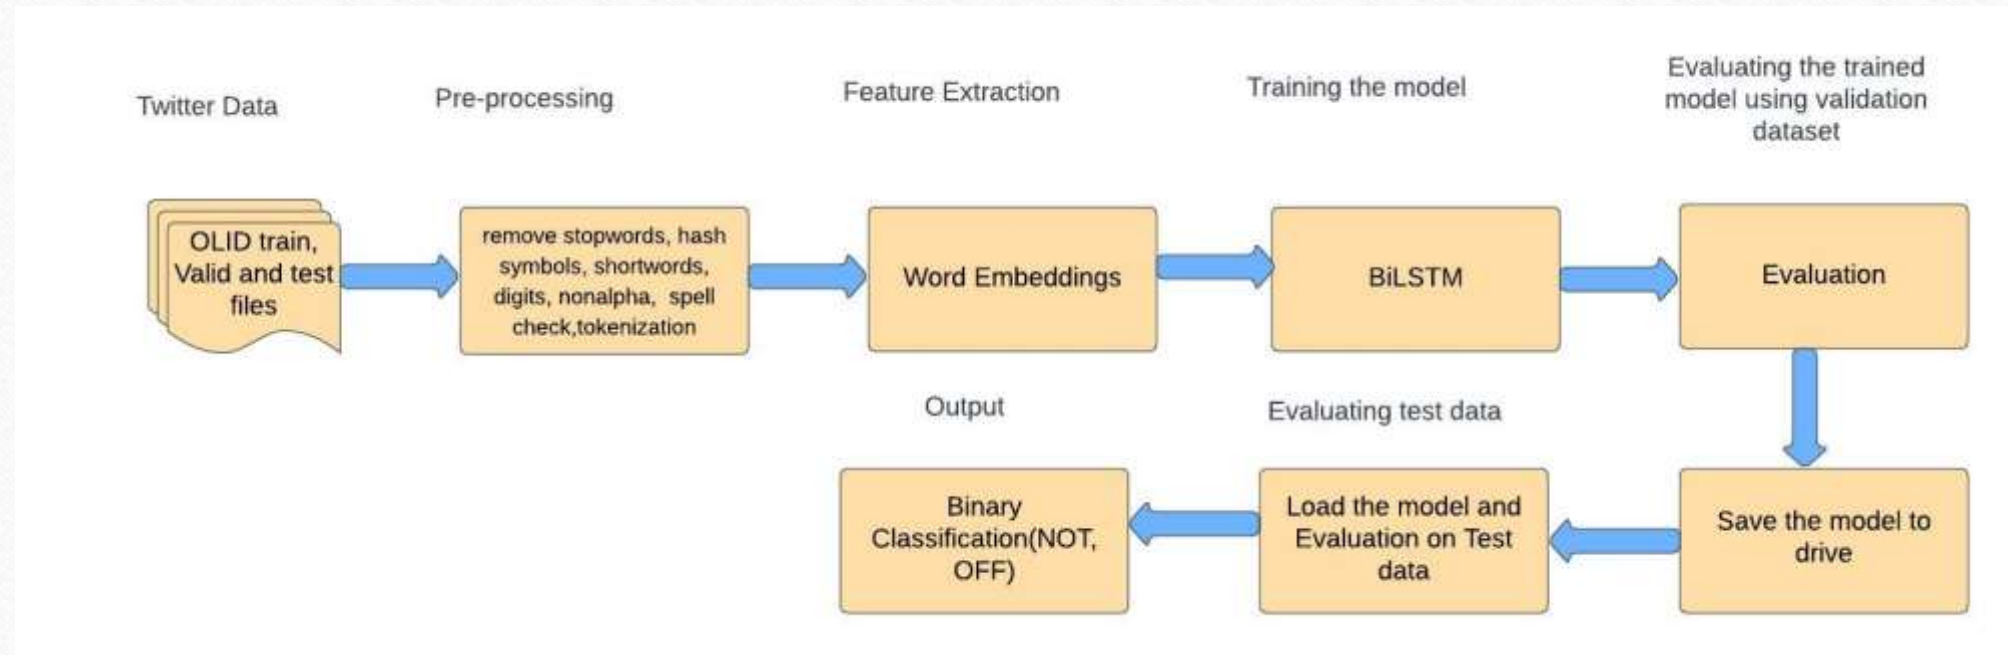 Twitter Data
Pre-processing
Feature Extraction
Training the model
Evaluating the trained
model using validation
dataset
OLID train,
Valid and test
files
remove stopwords, hash
symbols, shortwords,
digits, nonalpha, spell
check,tokenization
Word Embeddings
BiLSTM
Evaluation
Output
Evaluating test data
Binary
Classification(NOT,
OFF)
Load the model and
Evaluation on Test
data
Save the model to
drive